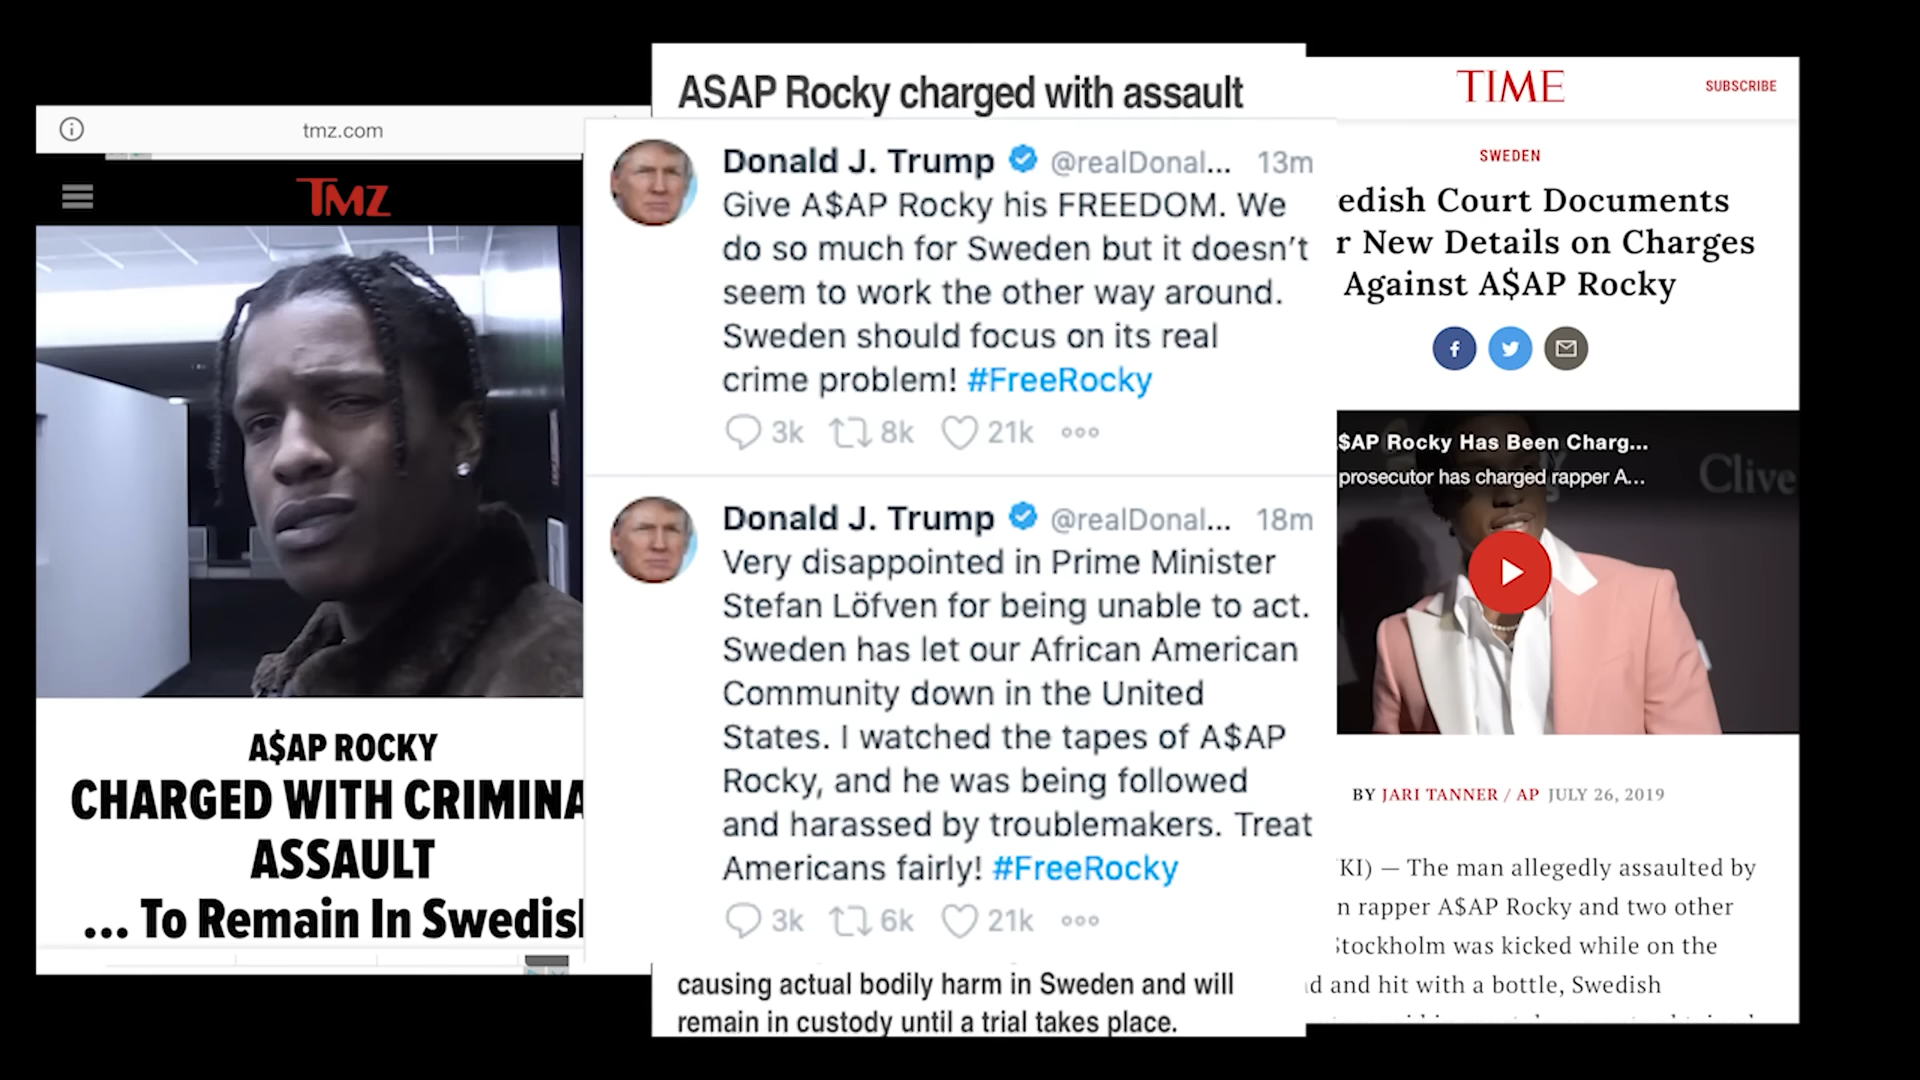 tmz.com
TMZ
A$AP ROCKY
CHARGED WITH CRIMINA
ASSAULT
... To Remain In Swedis
ASAP Rocky charged with assault
Donald J. Trump @realDonal... 13m
Give A$AP Rocky his FREEDOM. We
do so much for Sweden but it doesn't
seem to work the other way around.
Sweden should focus on its real
crime problem! #FreeRocky
3k 8k 21k
Donald J. Trump @realDonal... 18m
Very disappointed in Prime Minister
Stefan Löfven for being unable to act.
Sweden has let our African American
Community down in the United
States. I watched the tapes of A$AP
Rocky, and he was being followed
and harassed by troublemakers. Treat
Americans fairly! #FreeRocky
3k 6k 21k
causing actual bodily harm in Sweden and will
remain in custody until a trial takes place.
TIME
SUBSCRIBE
SWEDEN
edish Court Documents
r New Details on Charges
Against A$AP Rocky
$AP Rocky Has Been Charg...
prosecutor has charged rapper A...
Clive
BY JARI TANNER / AP JULY 26, 2019
KI) — The man allegedly assaulted by
n rapper A$AP Rocky and two other
Stockholm was kicked while on the
d and hit with a bottle, Swedish